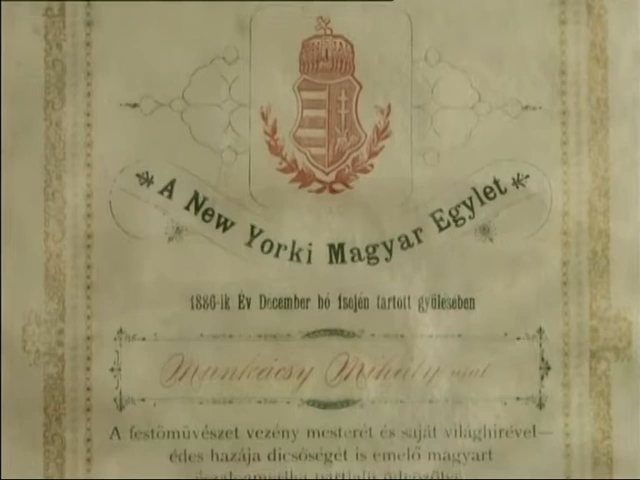 A New Yorki Magyar Egylet
1886-ik Év December hó 1sején tartott gyülésében
Munkácsy Mihály urat
A festőmüvészet vezény mesterét és saját világhirével—
édes hazája dicsőségét is emelő magyart